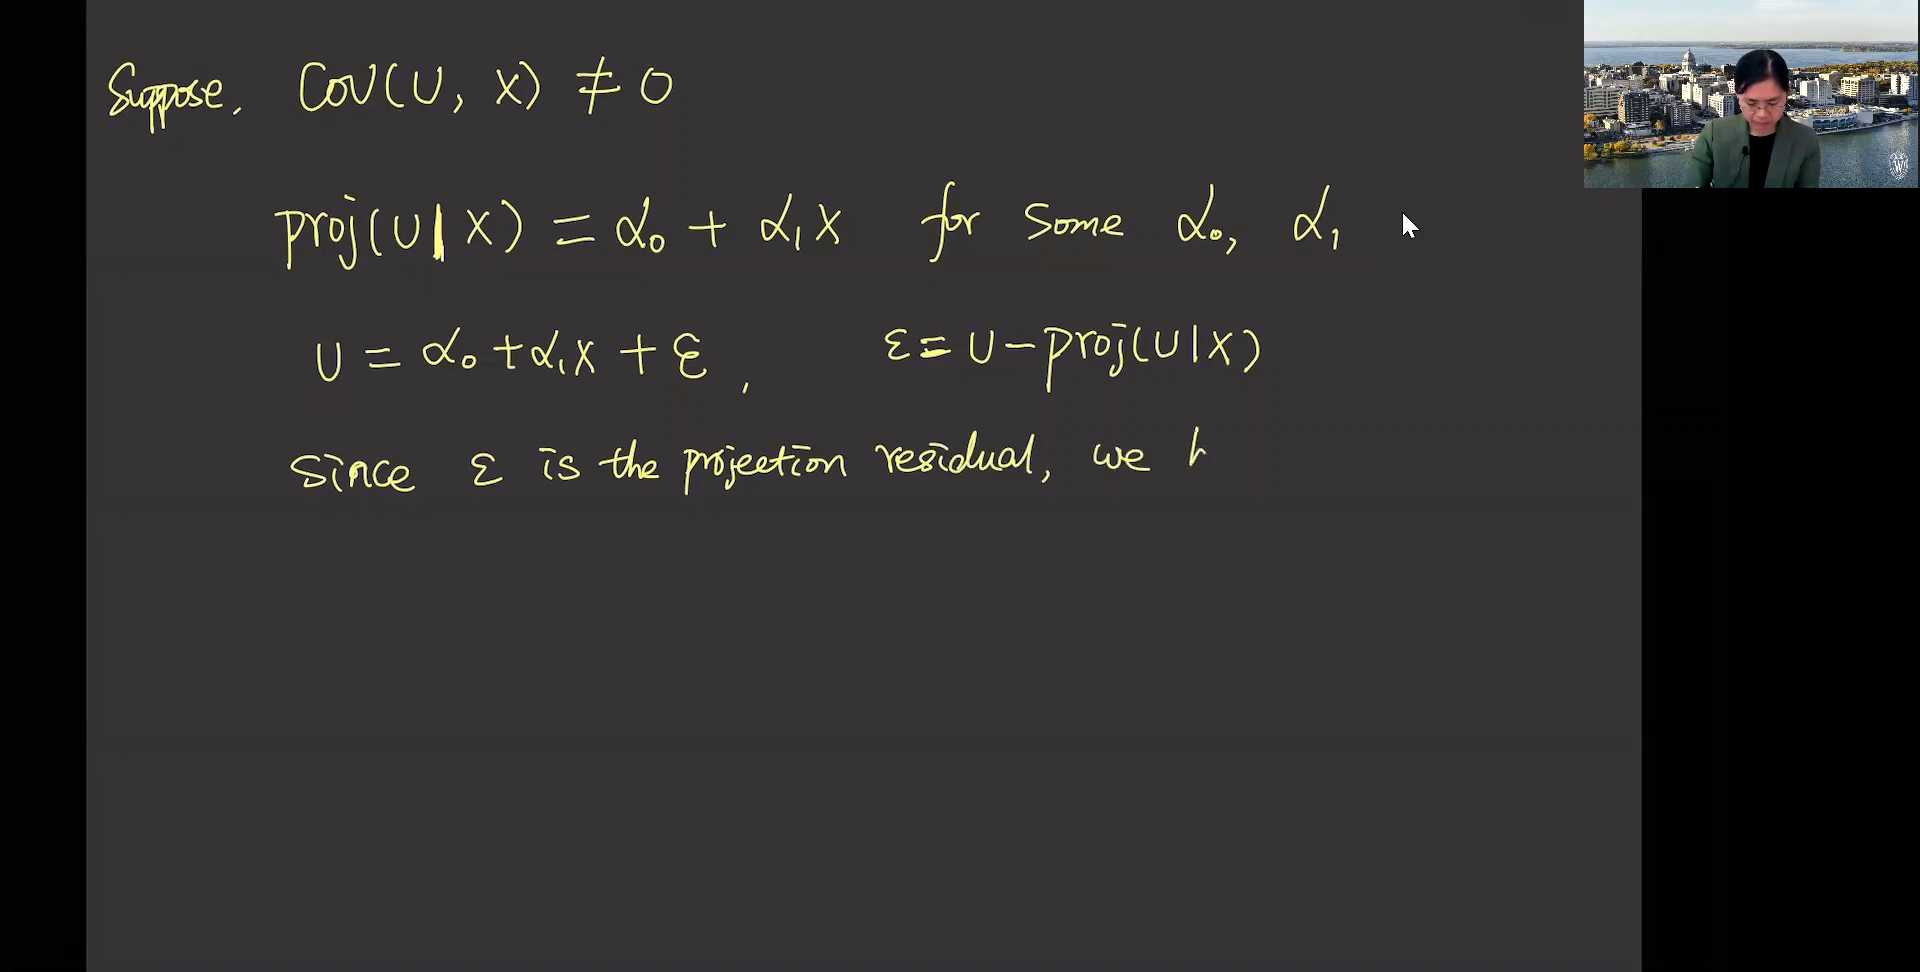 Suppose, Cov(U, X) ≠ 0
proj(U|X) = α₀ + α₁X for some α₀, α₁
U = α₀ + α₁X + ε, ε = U − proj(U|X)
Since ε is the projection residual, we h
W